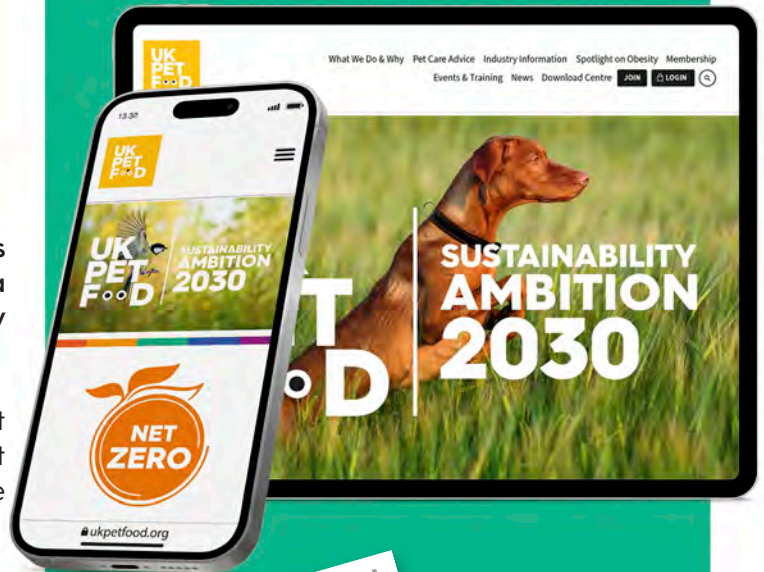 UK
PET
FOOD
What We Do & Why Pet Care Advice Industry Information Spotlight on Obesity Membership
Events & Training News Download Centre JOIN LOGIN
13.32
UK
PET
FOOD
UK
PET
FOOD
SUSTAINABILITY
AMBITION
2030
NET
ZERO
ukpetfood.org
SUSTAINABILITY
AMBITION
2030